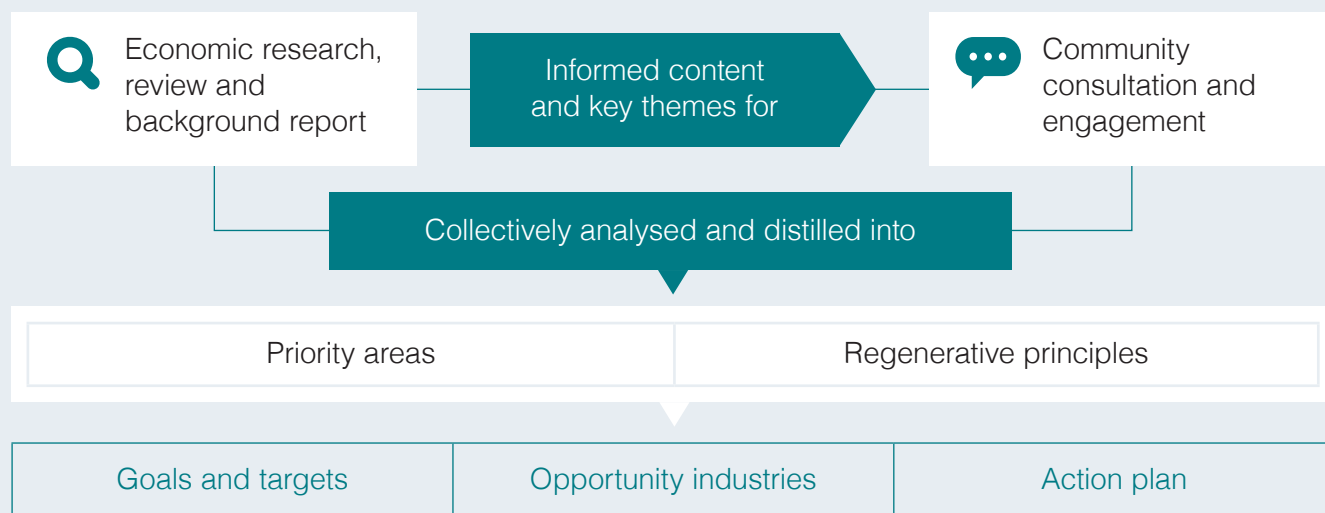 Economic research,
review and
background report
Informed content
and key themes for
Community
consultation and
engagement
Collectively analysed and distilled into
Priority areas
Regenerative principles
Goals and targets
Opportunity industries
Action plan